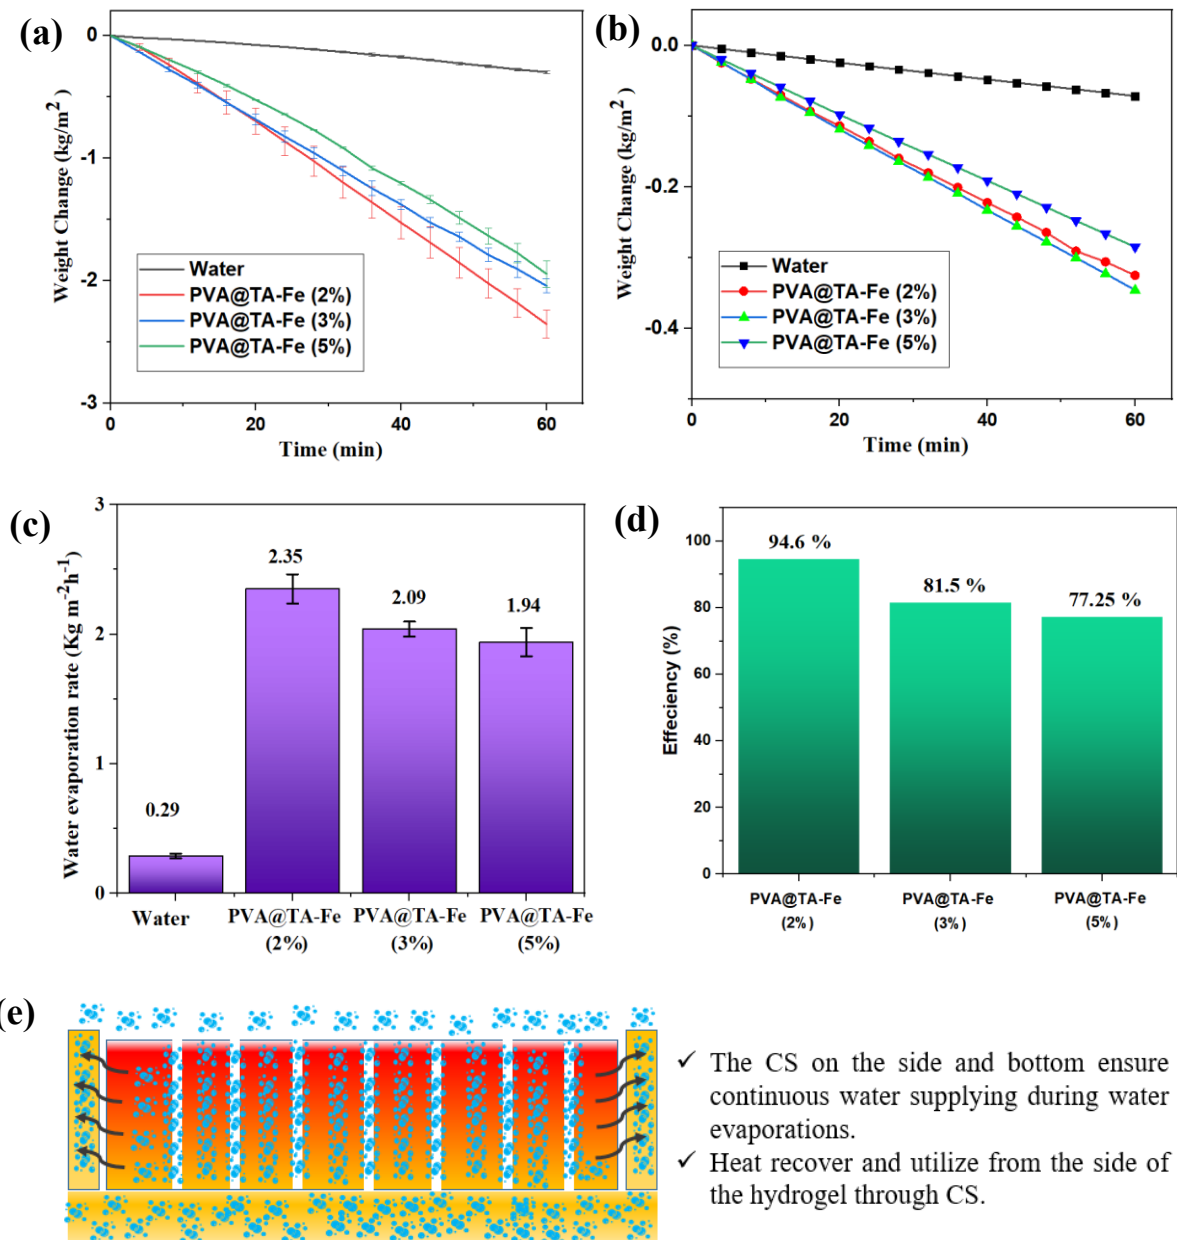 (a)
0
-1
-2
-3
Weight Change (kg/m²)
Water
PVA@TA-Fe (2%)
PVA@TA-Fe (3%)
PVA@TA-Fe (5%)
0 20 40 60
Time (min)
(b)
0.0
-0.2
-0.4
Weight Change (kg/m²)
Water
PVA@TA-Fe (2%)
PVA@TA-Fe (3%)
PVA@TA-Fe (5%)
0 20 40 60
Time (min)
(c)
3
2
1
0
Water evaporation rate (Kg m⁻²h⁻¹)
0.29
2.35
2.09
1.94
Water
PVA@TA-Fe
(2%)
PVA@TA-Fe
(3%)
PVA@TA-Fe
(5%)
(d)
100
80
60
40
20
0
Effeciency (%)
94.6 %
81.5 %
77.25 %
PVA@TA-Fe
(2%)
PVA@TA-Fe
(3%)
PVA@TA-Fe
(5%)
(e)
✓ The CS on the side and bottom ensure
continuous water supplying during water
evaporations.
✓ Heat recover and utilize from the side of
the hydrogel through CS.